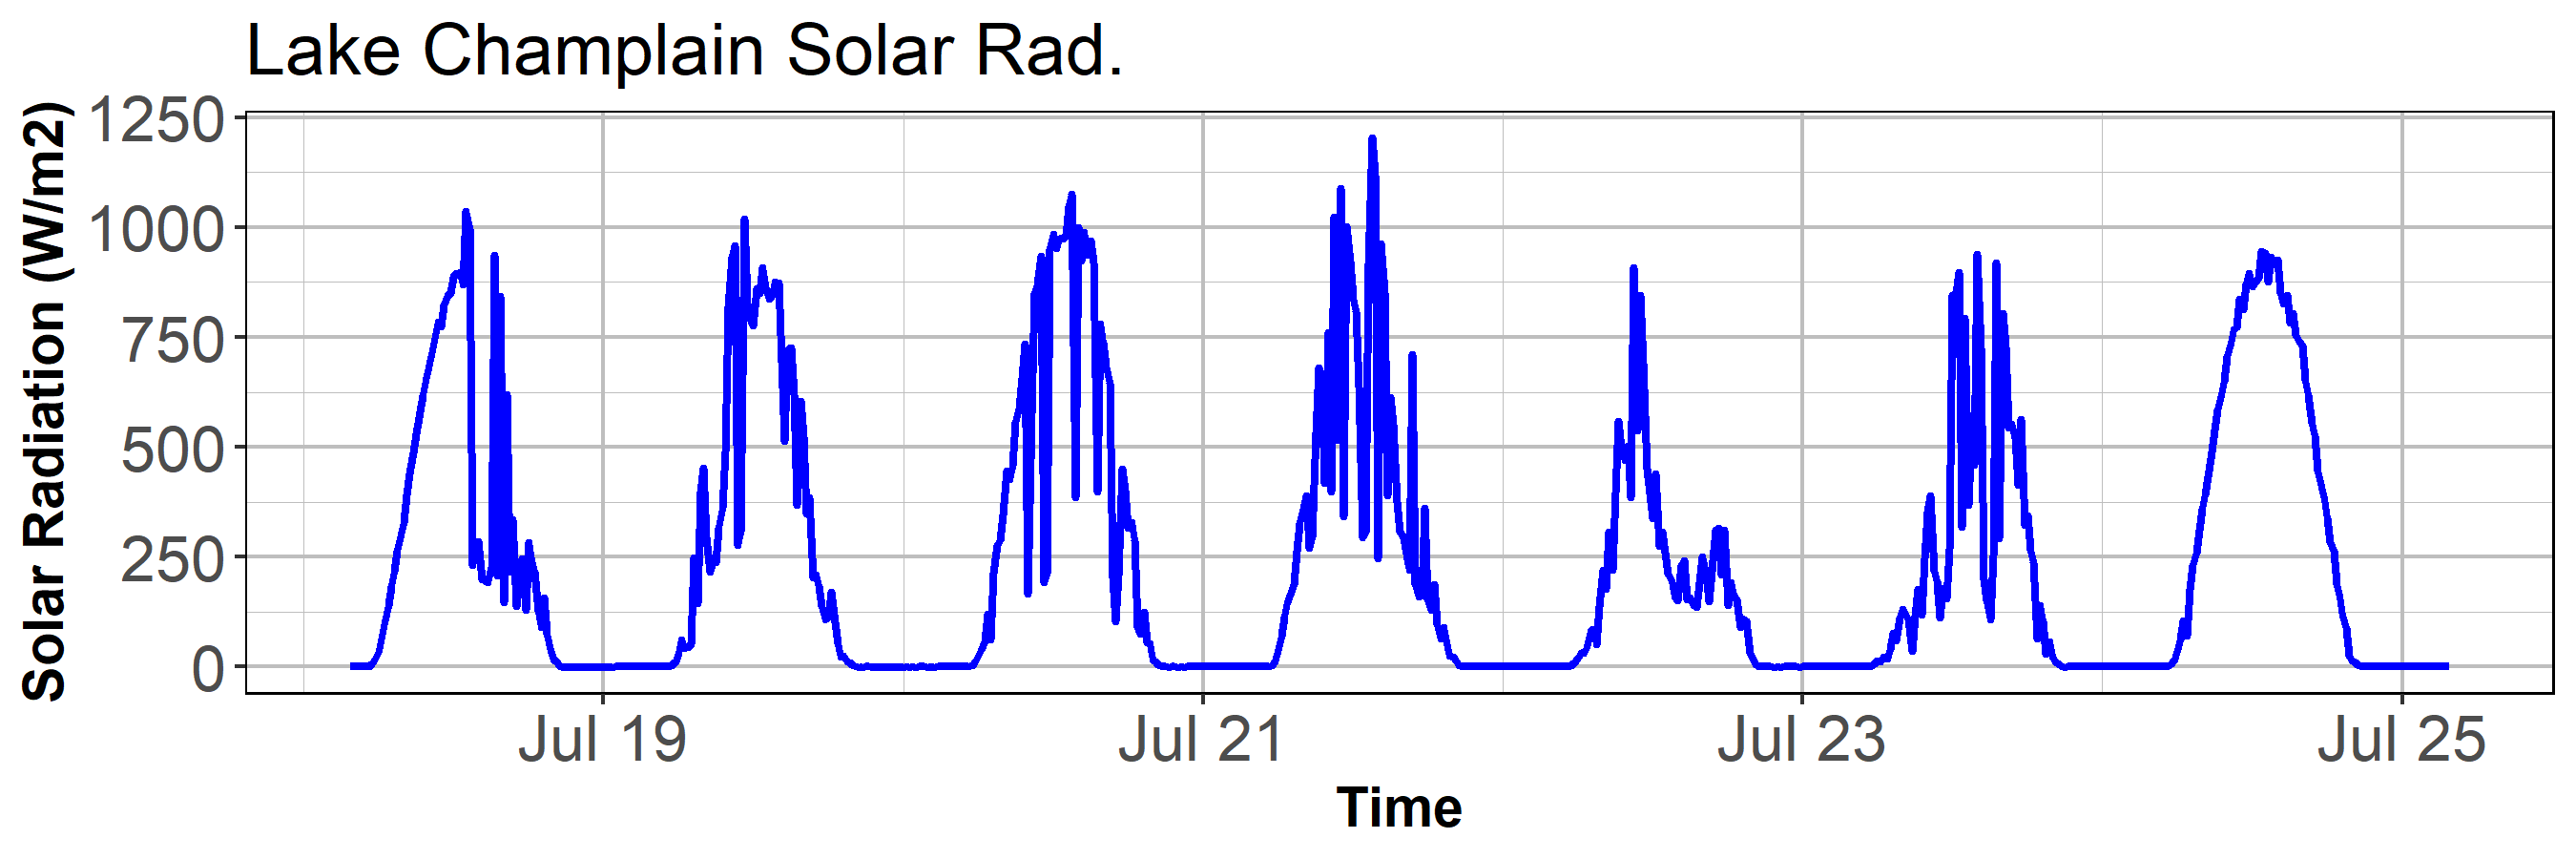 Lake Champlain Solar Rad.
Solar Radiation (W/m2)
1250
1000
750
500
250
0
Jul 19 Jul 21 Jul 23 Jul 25
Time